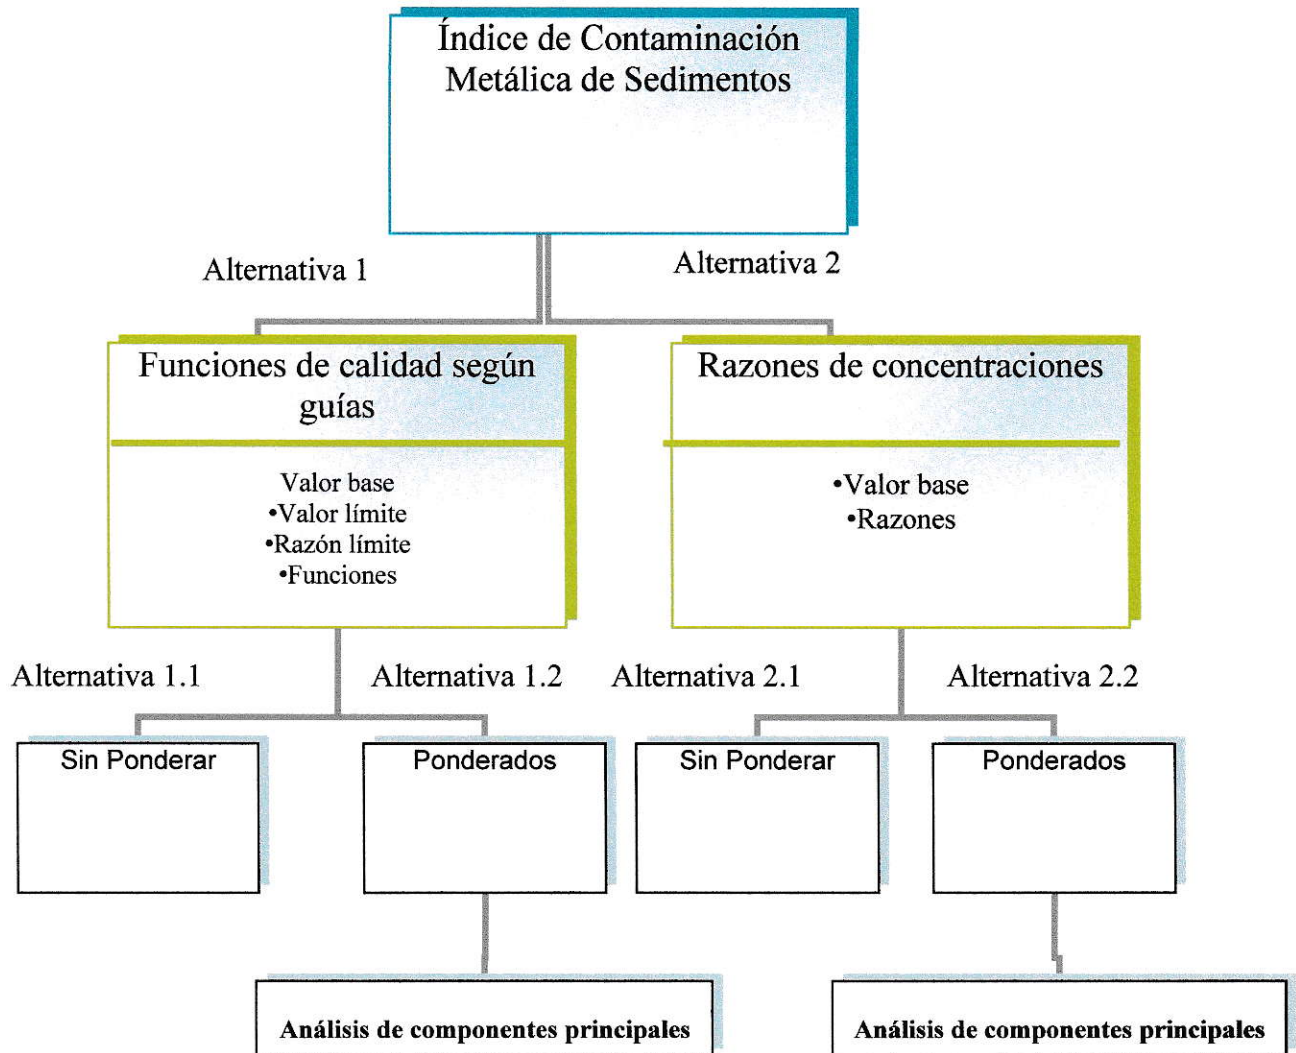 Índice de Contaminación
Metálica de Sedimentos
Alternativa 1
Alternativa 2
Funciones de calidad según
guías
Valor base
•Valor límite
•Razón límite
•Funciones
Razones de concentraciones
•Valor base
•Razones
Alternativa 1.1
Alternativa 1.2
Alternativa 2.1
Alternativa 2.2
Sin Ponderar
Ponderados
Sin Ponderar
Ponderados
Análisis de componentes principales
Análisis de componentes principales